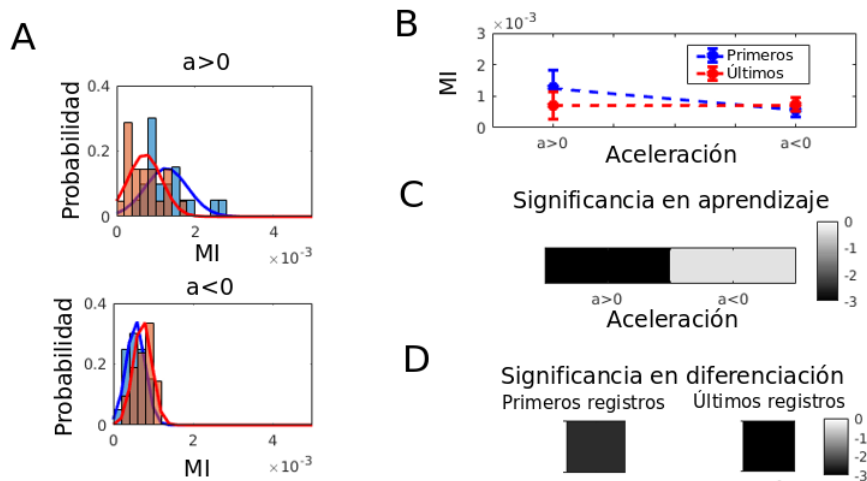 A
a>0
Probabilidad
0.4
0.2
0
0
2
4
×10⁻³
MI
a<0
Probabilidad
0.4
0.2
0
0
2
4
×10⁻³
MI
B
×10⁻³
MI
3
2
1
0
Primeros
Últimos
a>0
a<0
Aceleración
C
Significancia en aprendizaje
0
-1
-2
-3
a>0
a<0
Aceleración
D
Significancia en diferenciación
Primeros registros
Últimos registros
0
-1
-2
-3